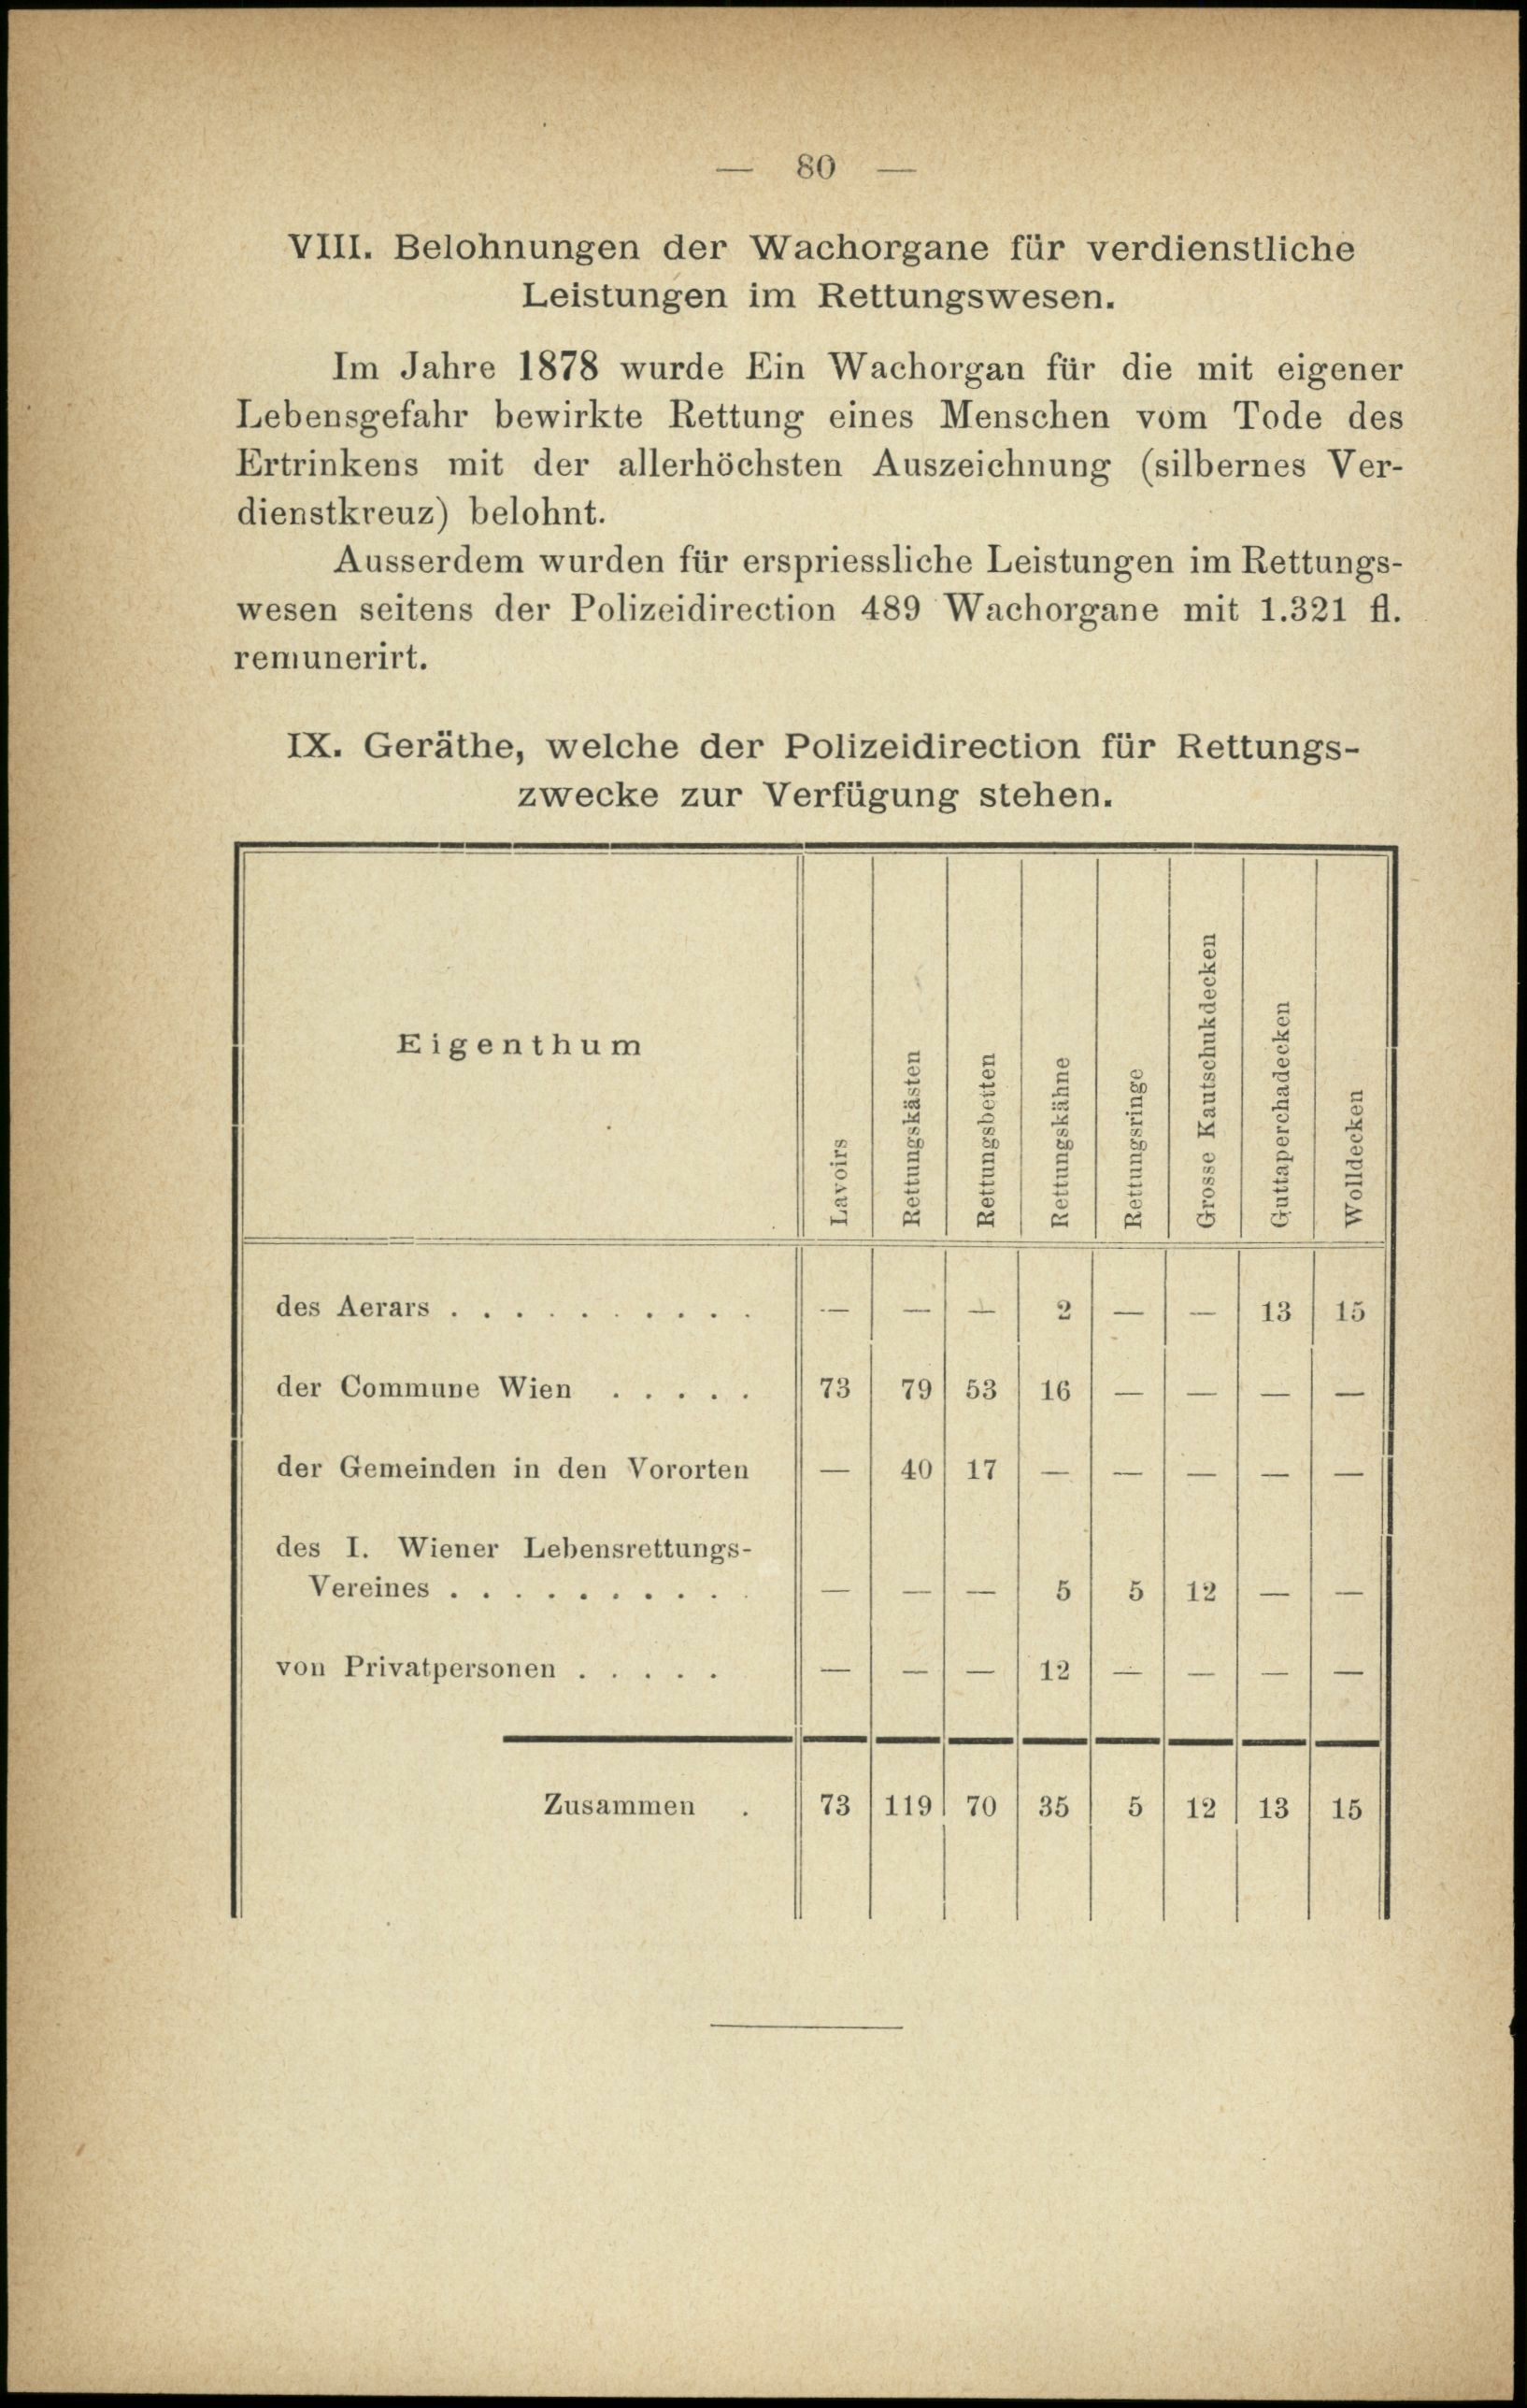 — 80 —
VIII. Belohnungen der Wachorgane für verdienstliche
Leistungen im Rettungswesen.
Im Jahre 1878 wurde Ein Wachorgan für die mit eigener
Lebensgefahr bewirkte Rettung eines Menschen vom Tode des
Ertrinkens mit der allerhöchsten Auszeichnung (silbernes Ver-
dienstkreuz) belohnt.
Ausserdem wurden für erspriessliche Leistungen im Rettungs-
wesen seitens der Polizeidirection 489 Wachorgane mit 1.321 fl.
remunerirt.
IX. Geräthe, welche der Polizeidirection für Rettungs-
zwecke zur Verfügung stehen.
Eigenthum
Lavoirs
Rettungskästen
Rettungsbetten
Rettungskähne
Rettungsringe
Grosse Kautschukdecken
Guttaperchadecken
Wolldecken
des Aerars . . . . . . . . . . — — — 2 — — 13 15
der Commune Wien . . . . . 73 79 53 16 — — — —
der Gemeinden in den Vororten — 40 17 — — — — —
des I. Wiener Lebensrettungs-
Vereines . . . . . . . . . . — — — 5 5 12 — —
von Privatpersonen . . . . . — — — 12 — — — —
Zusammen . 73 119 70 35 5 12 13 15